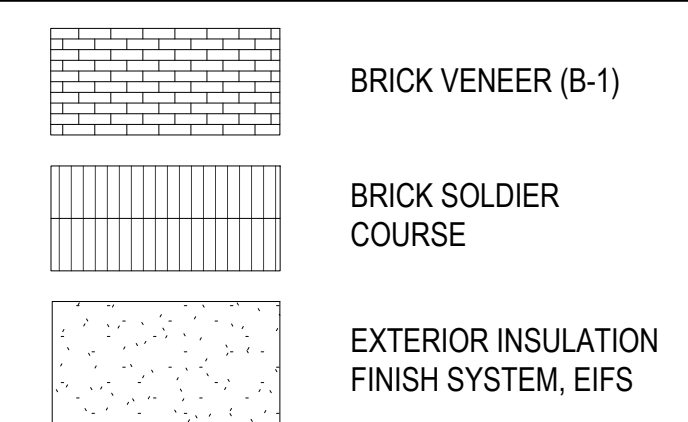 BRICK VENEER (B-1)
BRICK SOLDIER
COURSE
EXTERIOR INSULATION
FINISH SYSTEM, EIFS